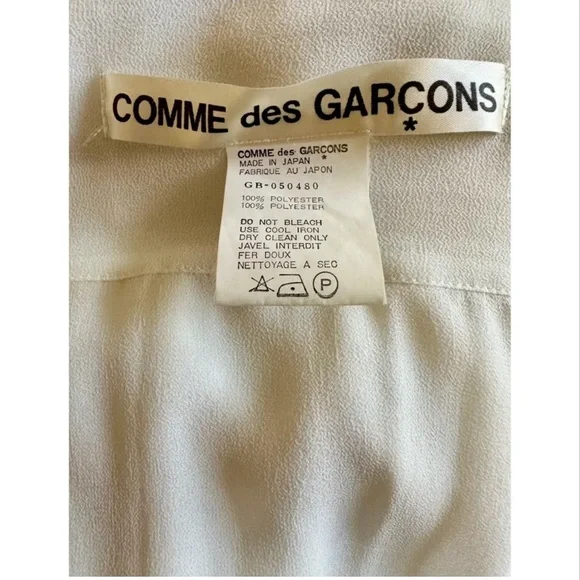 COMME des GARÇONS
*
COMME des GARCONS
*
MADE IN JAPAN
FABRIQUE AU JAPON
GB-050480
100% POLYESTER
100% POLYESTER
DO NOT BLEACH
USE COOL IRON
DRY CLEAN ONLY
JAVEL INTERDIT
FER DOUX
NETTOYAGE A SEC
P